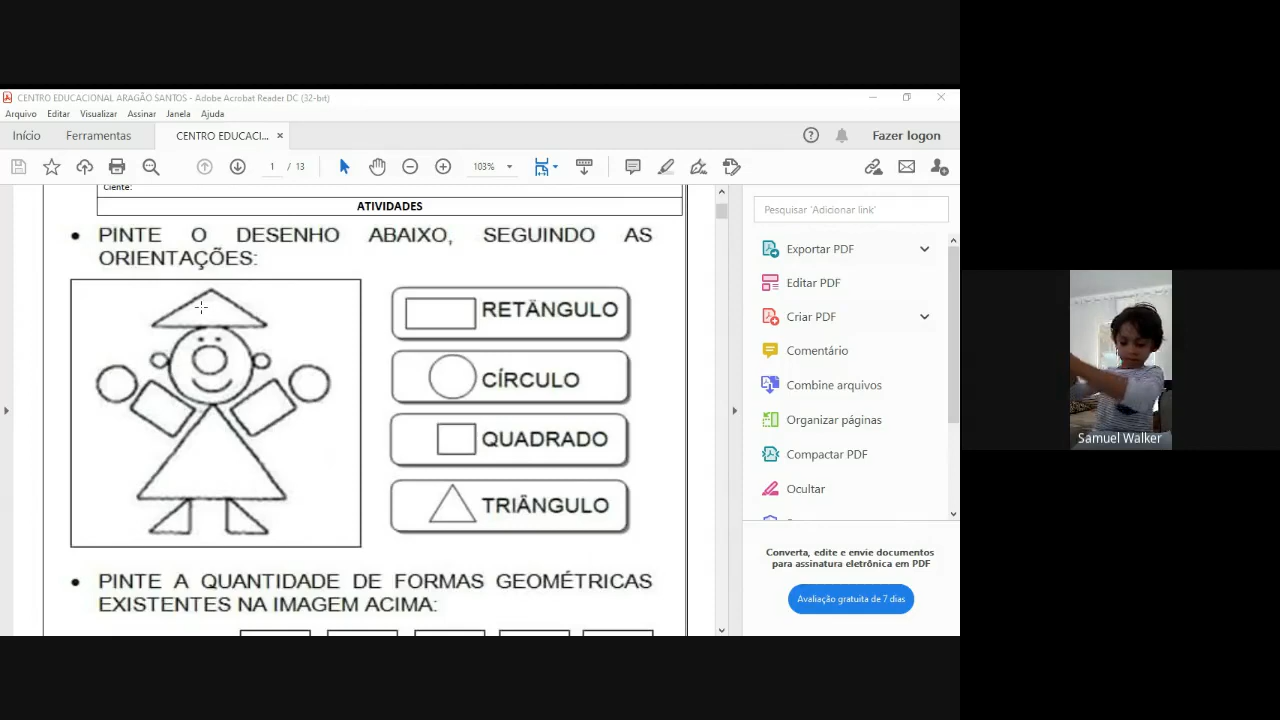 CENTRO EDUCACIONAL ARAGÃO SANTOS - Adobe Acrobat Reader DC (32-bit)
Arquivo Editar Visualizar Assinar Janela Ajuda
Início Ferramentas CENTRO EDUCACI... × Fazer logon
1 / 13 103%
Ciente:
ATIVIDADES
• PINTE O DESENHO ABAIXO, SEGUINDO AS
ORIENTAÇÕES:
RETÂNGULO
CÍRCULO
QUADRADO
TRIÂNGULO
• PINTE A QUANTIDADE DE FORMAS GEOMÉTRICAS
EXISTENTES NA IMAGEM ACIMA:
Pesquisar 'Adicionar link'
Exportar PDF
Editar PDF
Criar PDF
Comentário
Combine arquivos
Organizar páginas
Compactar PDF
Ocultar
Converta, edite e envie documentos
para assinatura eletrônica em PDF
Avaliação gratuita de 7 dias
Samuel Walker